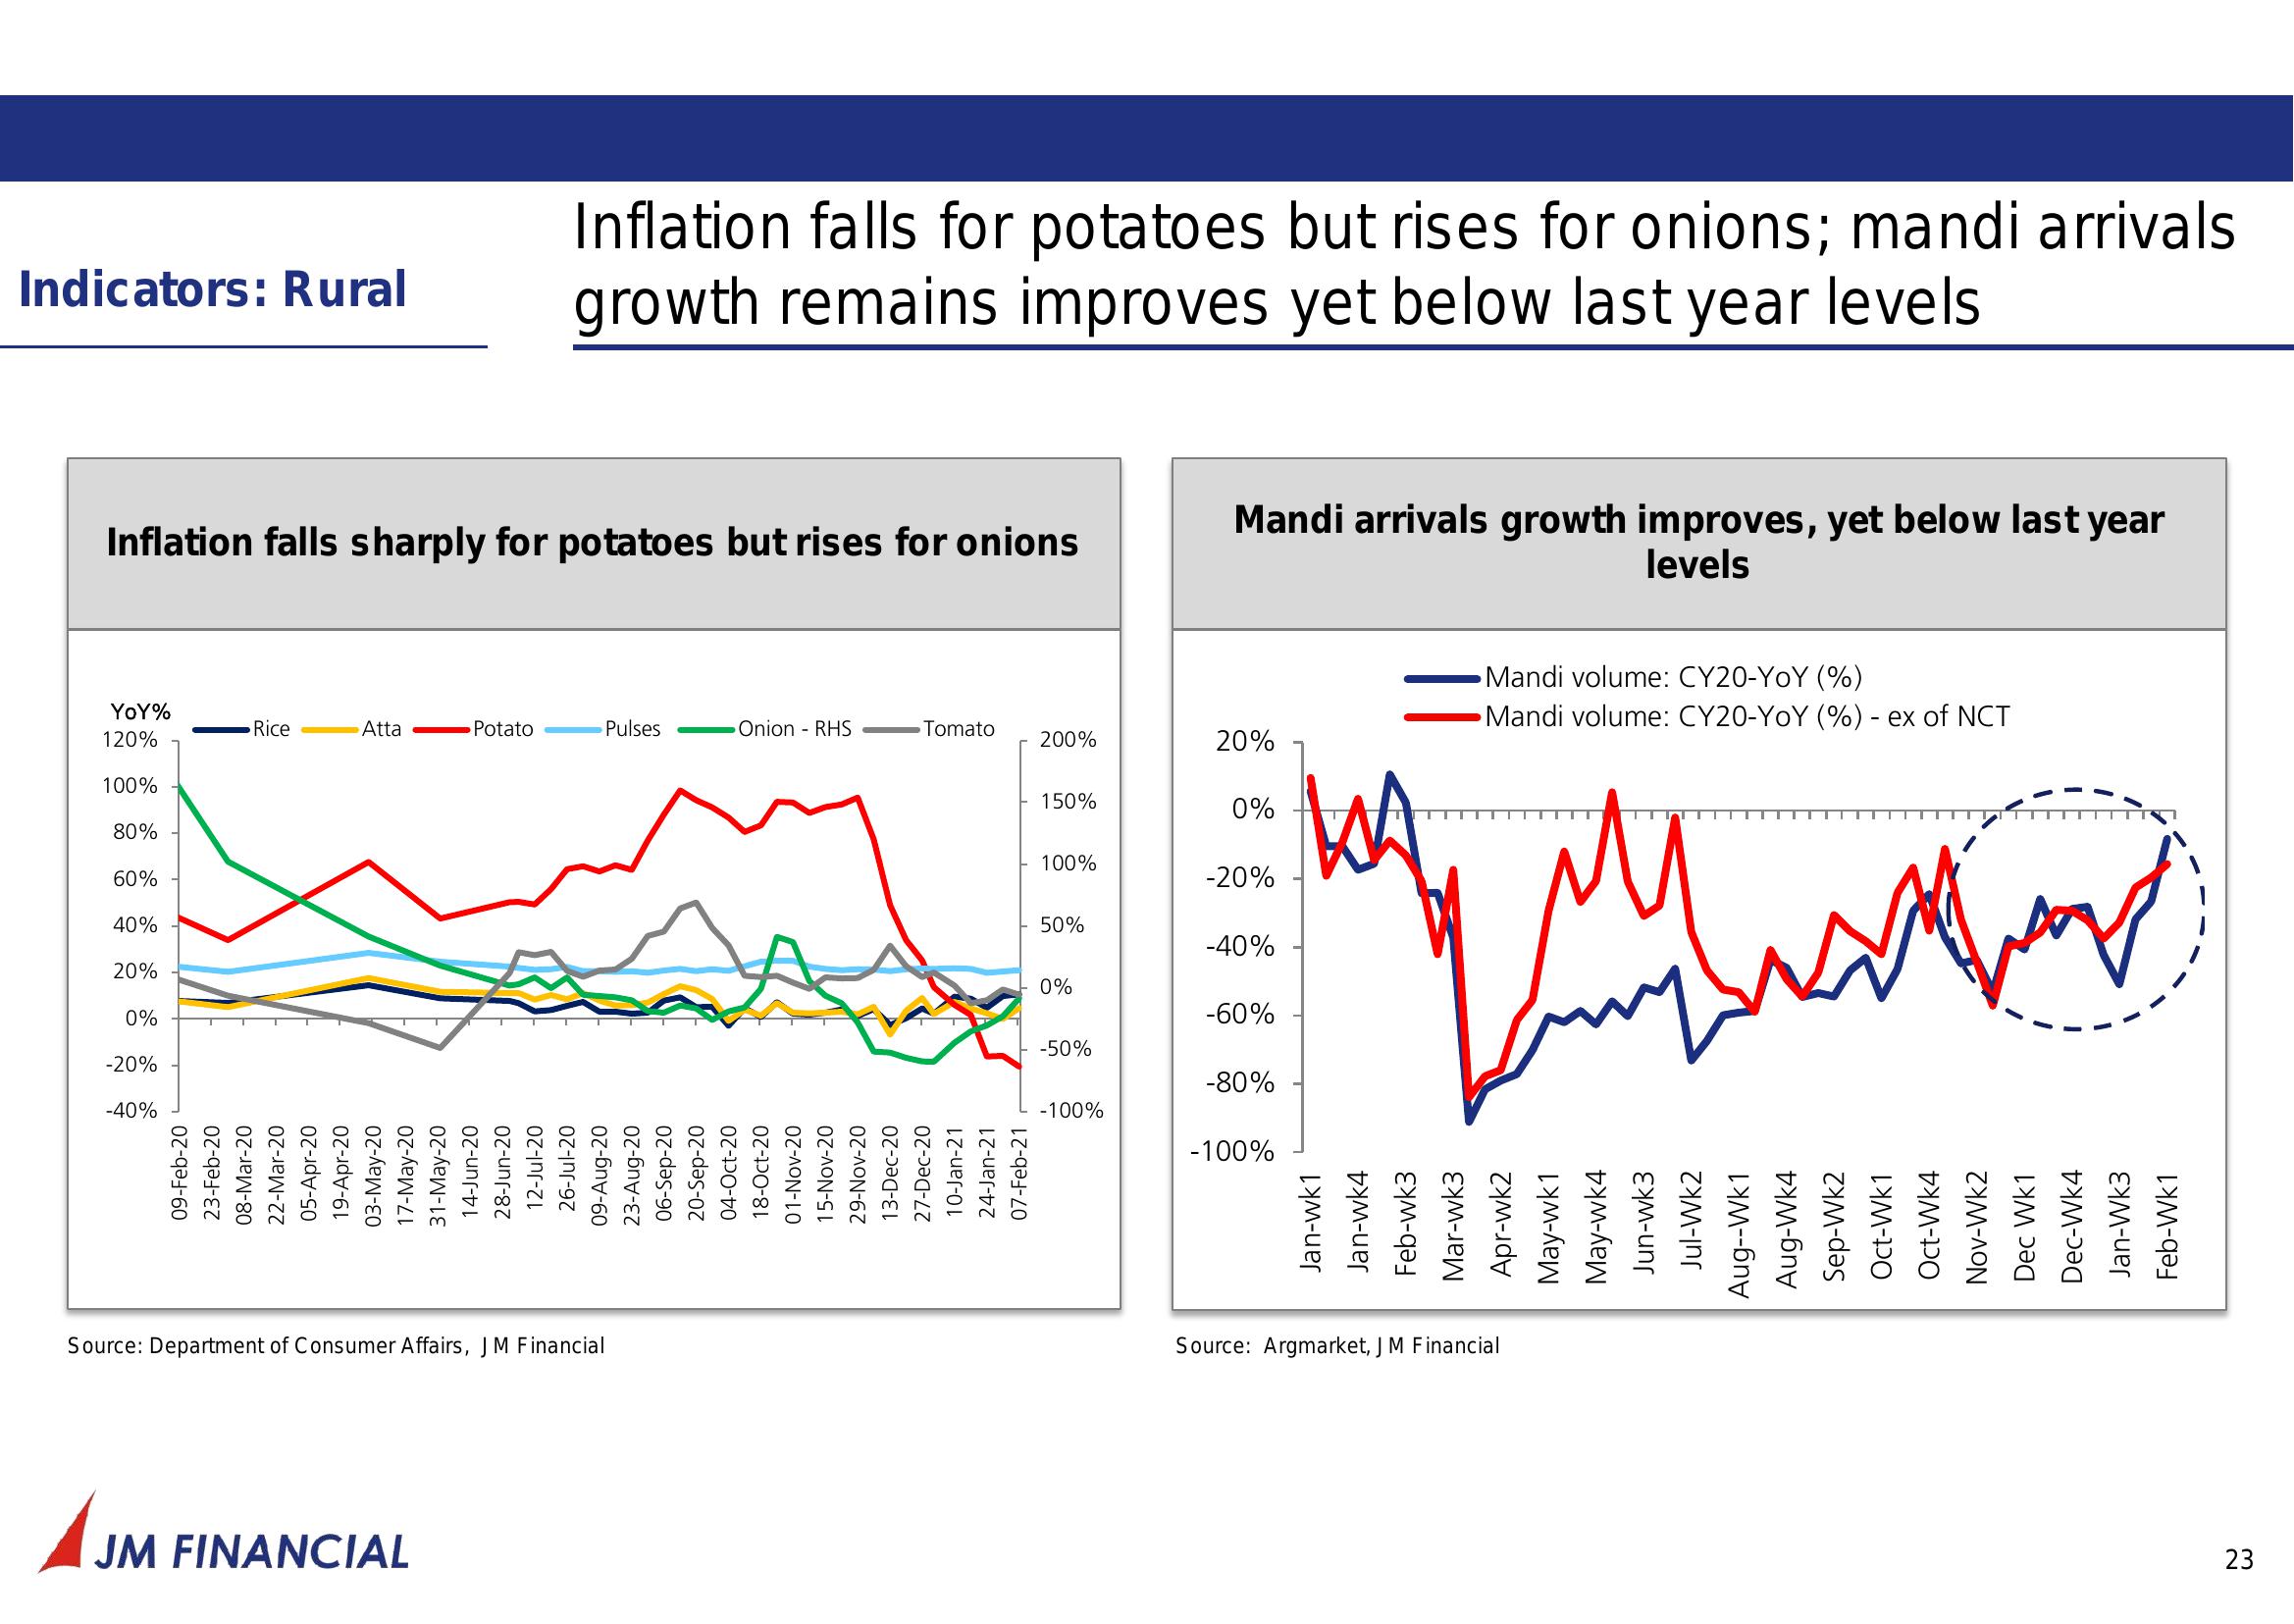 Indicators: Rural
Inflation falls for potatoes but rises for onions; mandi arrivals
growth remains improves yet below last year levels
Inflation falls sharply for potatoes but rises for onions
YoY%
Rice Atta Potato Pulses Onion - RHS Tomato
120%
100%
80%
60%
40%
20%
0%
-20%
-40%
200%
150%
100%
50%
0%
-50%
-100%
09-Feb-20
23-Feb-20
08-Mar-20
22-Mar-20
05-Apr-20
19-Apr-20
03-May-20
17-May-20
31-May-20
14-Jun-20
28-Jun-20
12-Jul-20
26-Jul-20
09-Aug-20
23-Aug-20
06-Sep-20
20-Sep-20
04-Oct-20
18-Oct-20
01-Nov-20
15-Nov-20
29-Nov-20
13-Dec-20
27-Dec-20
10-Jan-21
24-Jan-21
07-Feb-21
Source: Department of Consumer Affairs, JM Financial
Mandi arrivals growth improves, yet below last year
levels
Mandi volume: CY20-YoY (%)
Mandi volume: CY20-YoY (%) - ex of NCT
20%
0%
-20%
-40%
-60%
-80%
-100%
Jan-wk1
Jan-wk4
Feb-wk3
Mar-wk3
Apr-wk2
May-wk1
May-wk4
Jun-wk3
Jul-Wk2
Aug--Wk1
Aug-Wk4
Sep-Wk2
Oct-Wk1
Oct-Wk4
Nov-Wk2
Dec Wk1
Dec-Wk4
Jan-Wk3
Feb-Wk1
Source: Argmarket, JM Financial
JM FINANCIAL
23